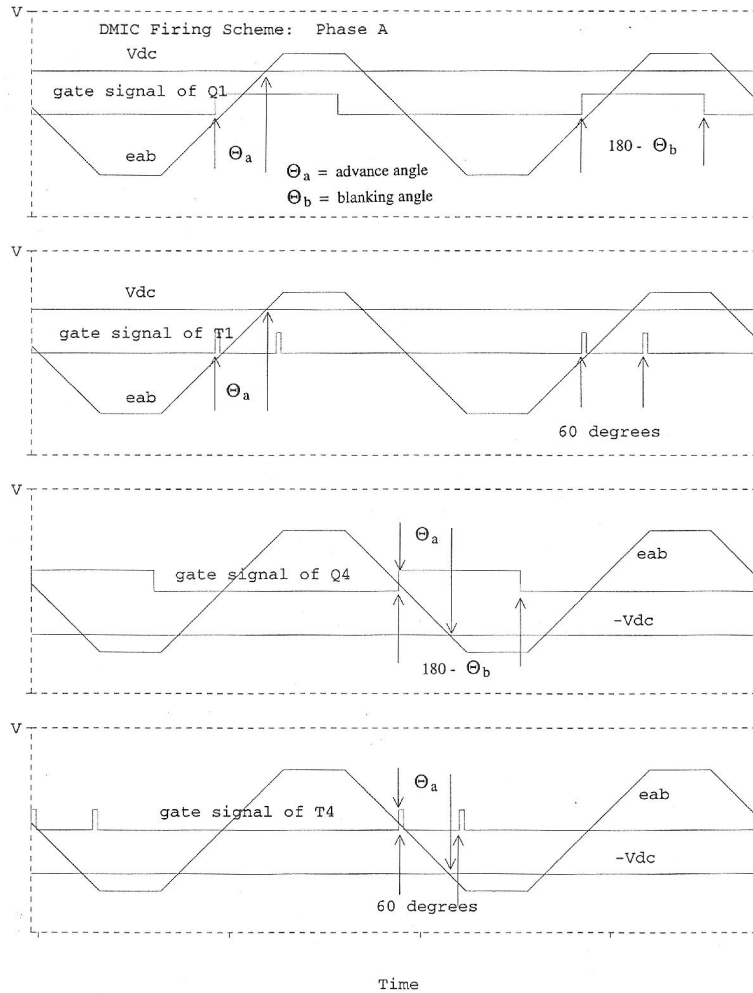 V
DMIC Firing Scheme: Phase A
Vdc
gate signal of Q1
eab
Θa
180 - Θb
Θa = advance angle
Θb = blanking angle
V
Vdc
gate signal of T1
eab
Θa
60 degrees
V
Θa
eab
gate signal of Q4
-Vdc
180 - Θb
V
Θa
eab
gate signal of T4
-Vdc
60 degrees
Time